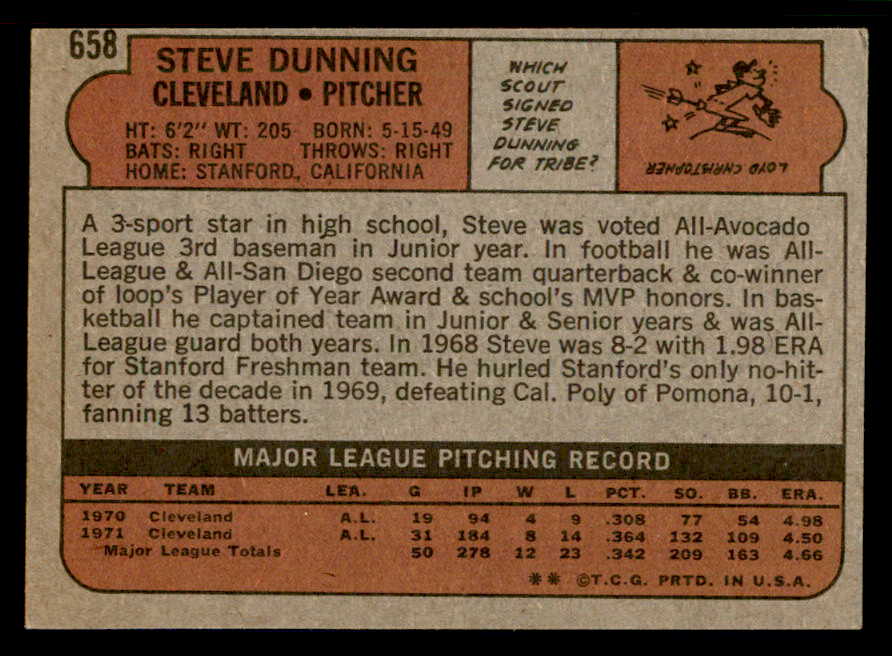 658
STEVE DUNNING
CLEVELAND • PITCHER
HT: 6'2" WT: 205 BORN: 5-15-49
BATS: RIGHT THROWS: RIGHT
HOME: STANFORD, CALIFORNIA
WHICH
SCOUT
SIGNED
STEVE
DUNNING
FOR TRIBE?
LOYD CHRISTOPHER
A 3-sport star in high school, Steve was voted All-Avocado
League 3rd baseman in Junior year. In football he was All-
League & All-San Diego second team quarterback & co-winner
of loop's Player of Year Award & school's MVP honors. In bas-
ketball he captained team in Junior & Senior years & was All-
League guard both years. In 1968 Steve was 8-2 with 1.98 ERA
for Stanford Freshman team. He hurled Stanford's only no-hit-
ter of the decade in 1969, defeating Cal. Poly of Pomona, 10-1,
fanning 13 batters.
MAJOR LEAGUE PITCHING RECORD
YEAR TEAM LEA. G IP W L PCT. SO. BB. ERA.
1970 Cleveland A.L. 19 94 4 9 .308 77 54 4.98
1971 Cleveland A.L. 31 184 8 14 .364 132 109 4.50
Major League Totals 50 278 12 23 .342 209 163 4.66
** ©T.C.G. PRTD. IN U.S.A.